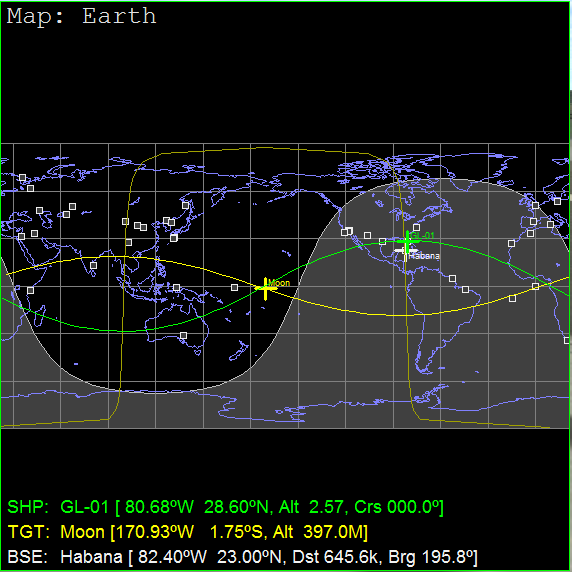 Map: Earth
GL-01
Habana
Moon
SHP: GL-01 [ 80.68ºW 28.60ºN, Alt 2.57, Crs 000.0º]
TGT: Moon [170.93ºW 1.75ºS, Alt 397.0M]
BSE: Habana [ 82.40ºW 23.00ºN, Dst 645.6k, Brg 195.8º]